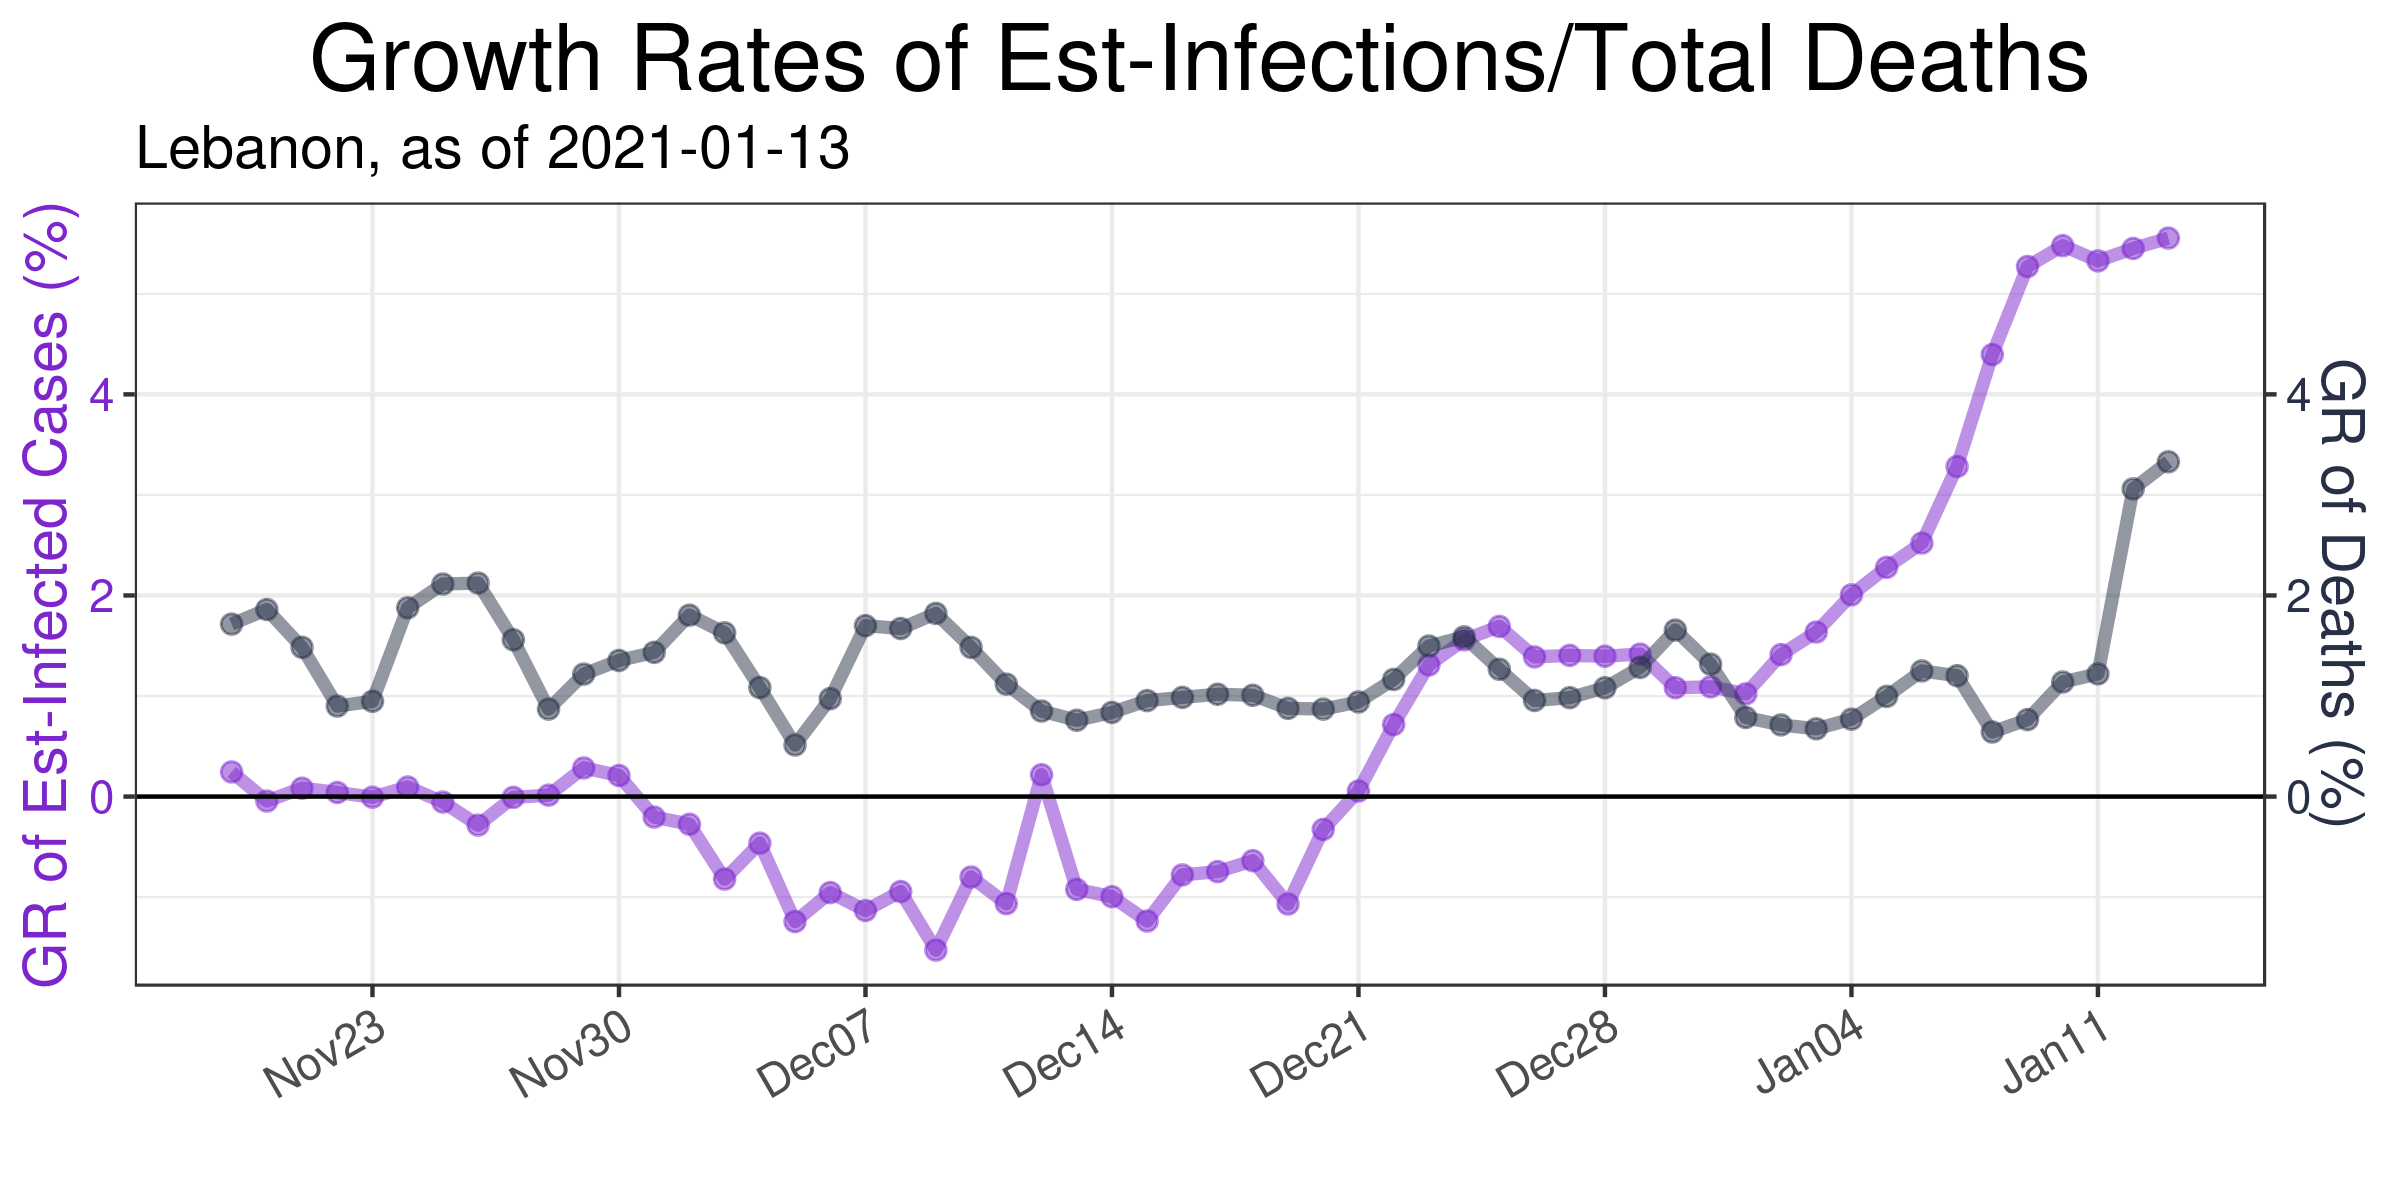 Growth Rates of Est-Infections/Total Deaths
Lebanon, as of 2021-01-13
GR of Est-Infected Cases (%)
4
2
0
4
2
0
GR of Deaths (%)
Nov23
Nov30
Dec07
Dec14
Dec21
Dec28
Jan04
Jan11